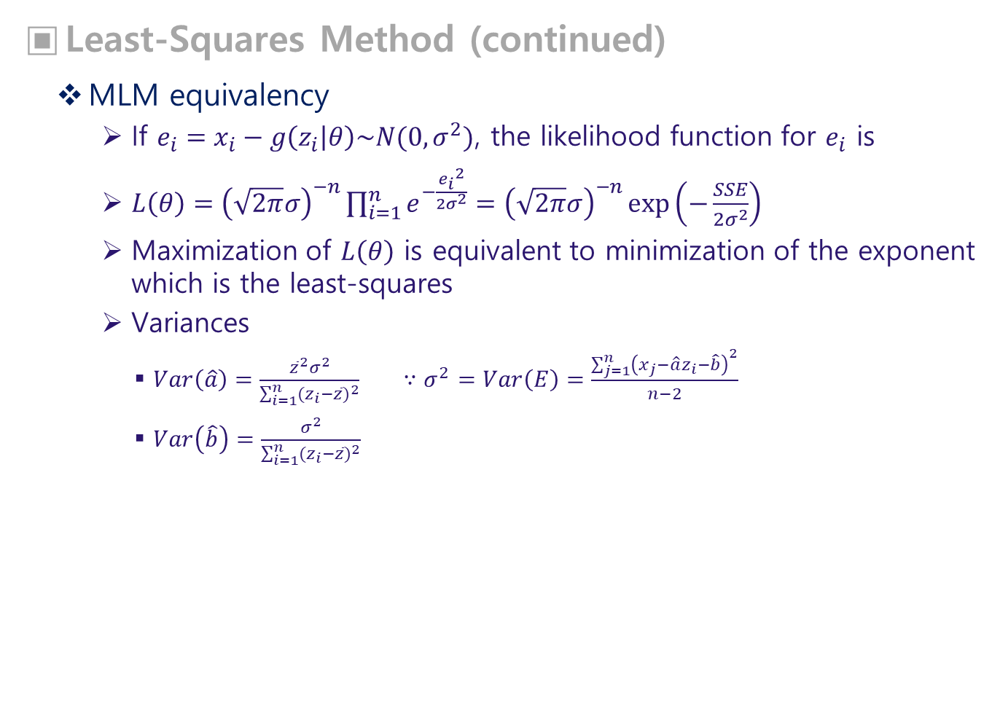 ▣ Least-Squares Method (continued)
❖ MLM equivalency
➢ If $e_i = x_i - g(z_i|\theta) \sim N(0, \sigma^2)$, the likelihood function for $e_i$ is
➢ $L(\theta) = \left(\sqrt{2\pi}\sigma\right)^{-n} \prod_{i=1}^{n} e^{-\frac{{e_i}^2}{2\sigma^2}} = \left(\sqrt{2\pi}\sigma\right)^{-n} \exp\left(-\frac{SSE}{2\sigma^2}\right)$
➢ Maximization of $L(\theta)$ is equivalent to minimization of the exponent
which is the least-squares
➢ Variances
▪ $Var(\hat{a}) = \frac{\bar{z}^2 \sigma^2}{\sum_{i=1}^{n}(z_i - \bar{z})^2}$ $\because \sigma^2 = Var(E) = \frac{\sum_{j=1}^{n}\left(x_j - \hat{a}z_i - \hat{b}\right)^2}{n-2}$
▪ $Var(\hat{b}) = \frac{\sigma^2}{\sum_{i=1}^{n}(z_i - \bar{z})^2}$